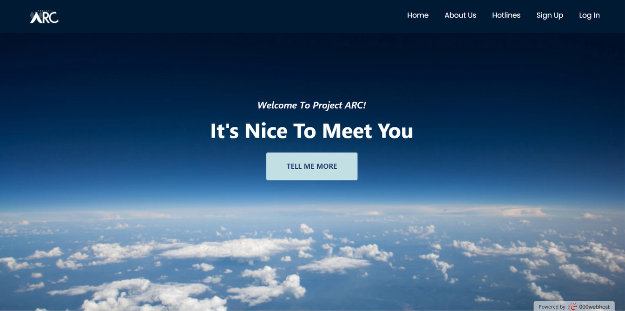 ARC
Home About Us Hotlines Sign Up Log In
Welcome To Project ARC!
It's Nice To Meet You
TELL ME MORE
Powered by 000webhost